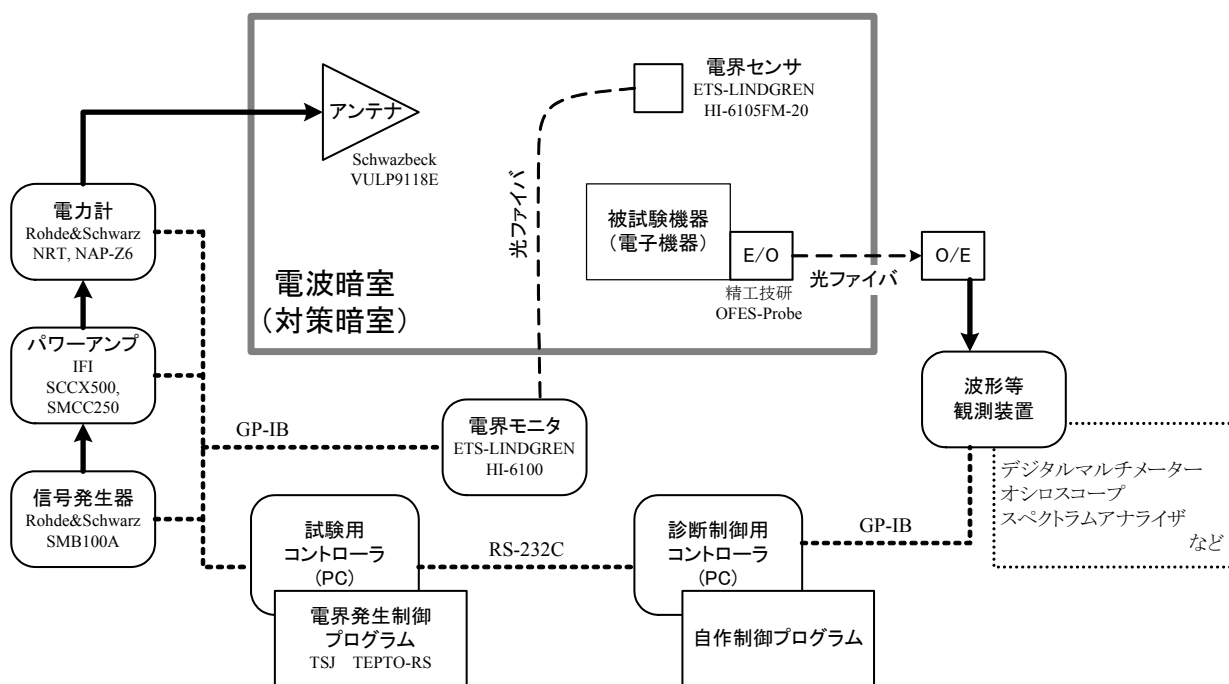 電界センサ
ETS-LINDGREN
HI-6105FM-20
アンテナ
Schwazbeck
VULP9118E
光ファイバ
電力計
Rohde&Schwarz
NRT, NAP-Z6
被試験機器
（電子機器）
E/O
O/E
光ファイバ
精工技研
OFES-Probe
電波暗室
（対策暗室）
パワーアンプ
IFI
SCCX500,
SMCC250
波形等
観測装置
電界モニタ
ETS-LINDGREN
HI-6100
GP-IB
デジタルマルチメーター
オシロスコープ
スペクトラムアナライザ
など
信号発生器
Rohde&Schwarz
SMB100A
試験用
コントローラ
(PC)
RS-232C
診断制御用
コントローラ
(PC)
GP-IB
電界発生制御
プログラム
TSJ TEPTO-RS
自作制御プログラム